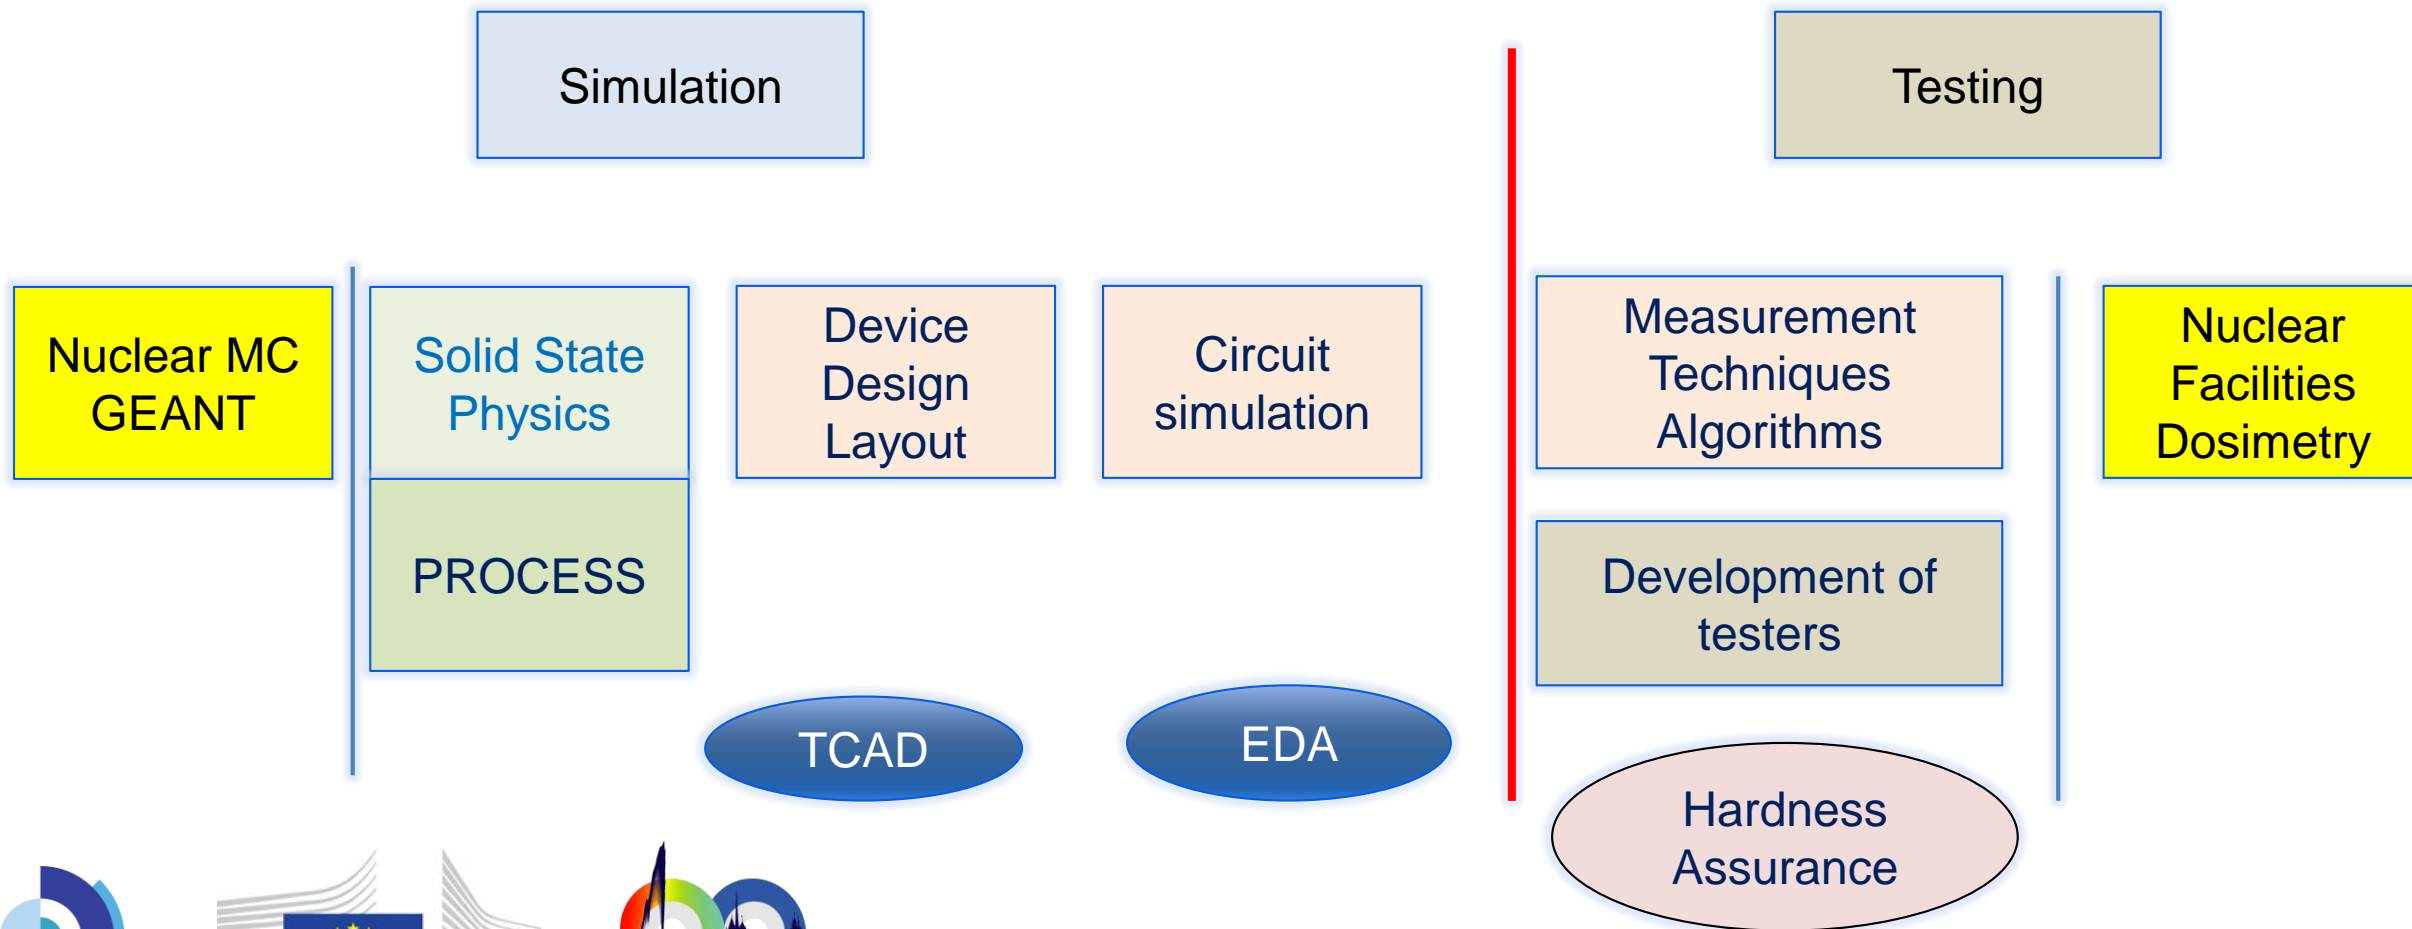 Simulation
Testing
Nuclear MC
GEANT
Solid State
Physics
Device
Design
Layout
Circuit
simulation
Measurement
Techniques
Algorithms
Nuclear
Facilities
Dosimetry
PROCESS
Development of
testers
TCAD
EDA
Hardness
Assurance